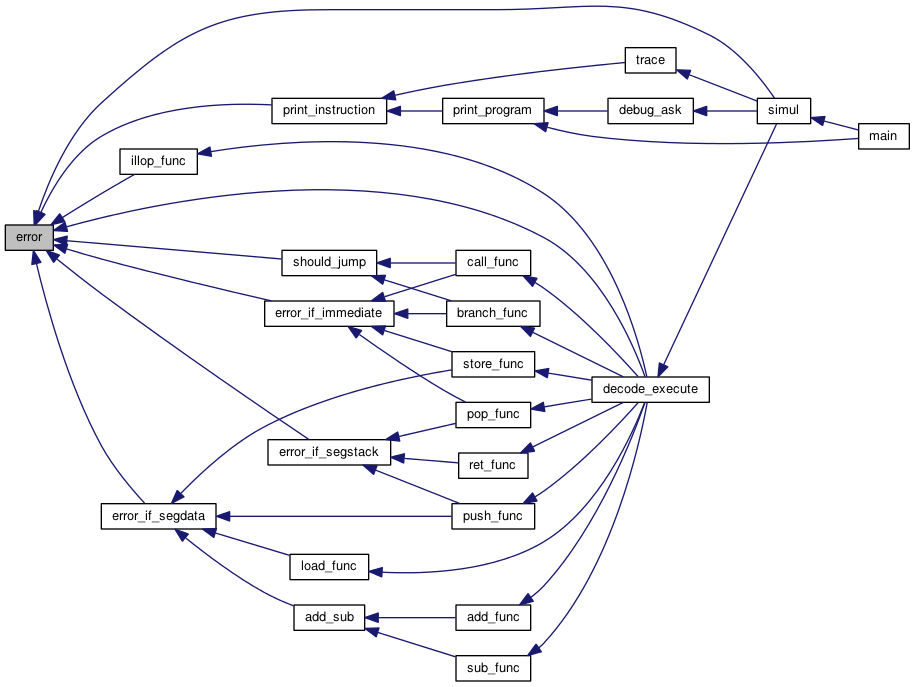 trace
print_instruction
print_program
debug_ask
simul
main
illop_func
error
should_jump
call_func
error_if_immediate
branch_func
store_func
decode_execute
pop_func
error_if_segstack
ret_func
error_if_segdata
push_func
load_func
add_sub
add_func
sub_func